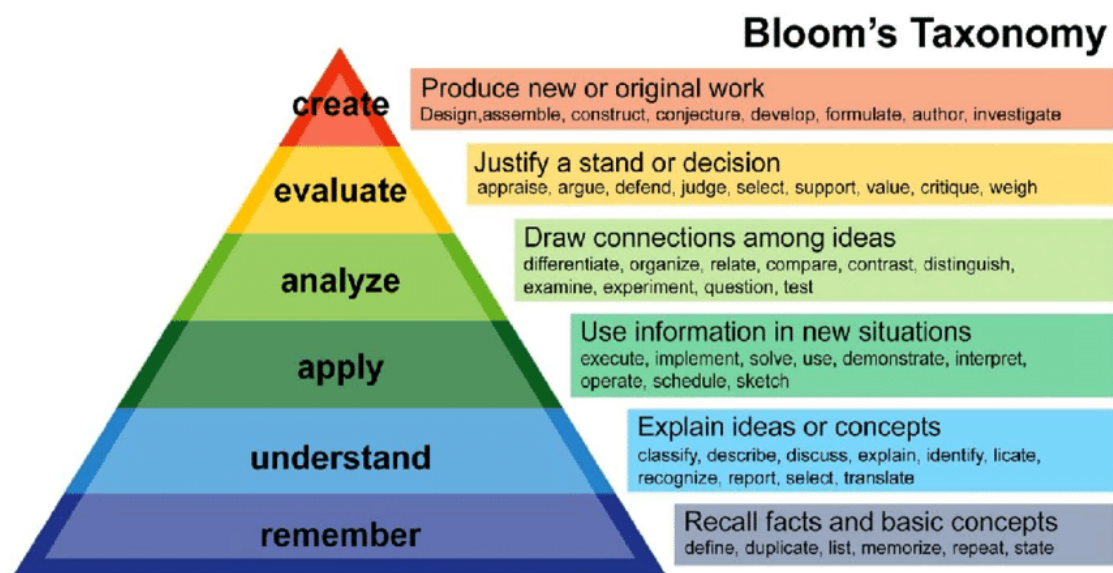 Bloom's Taxonomy
create
Produce new or original work
Design,assemble, construct, conjecture, develop, formulate, author, investigate
evaluate
Justify a stand or decision
appraise, argue, defend, judge, select, support, value, critique, weigh
analyze
Draw connections among ideas
differentiate, organize, relate, compare, contrast, distinguish,
examine, experiment, question, test
apply
Use information in new situations
execute, implement, solve, use, demonstrate, interpret,
operate, schedule, sketch
understand
Explain ideas or concepts
classify, describe, discuss, explain, identify, licate,
recognize, report, select, translate
remember
Recall facts and basic concepts
define, duplicate, list, memorize, repeat, state